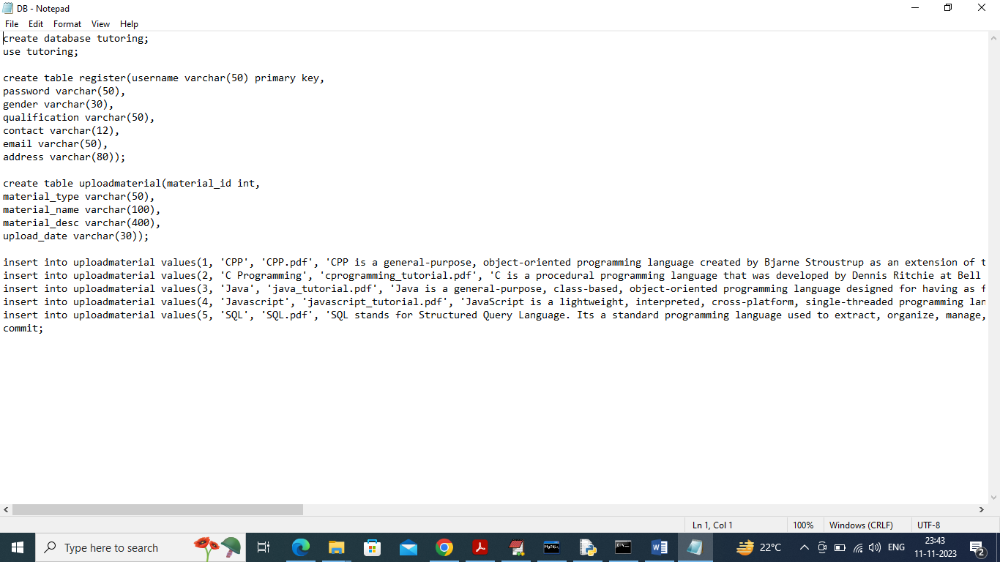 DB - Notepad
File Edit Format View Help
create database tutoring;
use tutoring;
create table register(username varchar(50) primary key,
password varchar(50),
gender varchar(30),
qualification varchar(50),
contact varchar(12),
email varchar(50),
address varchar(80));
create table uploadmaterial(material_id int,
material_type varchar(50),
material_name varchar(100),
material_desc varchar(400),
upload_date varchar(30));
insert into uploadmaterial values(1, 'CPP', 'CPP.pdf', 'CPP is a general-purpose, object-oriented programming language created by Bjarne Stroustrup as an extension of t
insert into uploadmaterial values(2, 'C Programming', 'cprogramming_tutorial.pdf', 'C is a procedural programming language that was developed by Dennis Ritchie at Bell
insert into uploadmaterial values(3, 'Java', 'java_tutorial.pdf', 'Java is a general-purpose, class-based, object-oriented programming language designed for having as f
insert into uploadmaterial values(4, 'Javascript', 'javascript_tutorial.pdf', 'JavaScript is a lightweight, interpreted, cross-platform, single-threaded programming lan
insert into uploadmaterial values(5, 'SQL', 'SQL.pdf', 'SQL stands for Structured Query Language. Its a standard programming language used to extract, organize, manage,
commit;
Ln 1, Col 1 100% Windows (CRLF) UTF-8
Type here to search 22°C ENG 23:43
11-11-2023 2